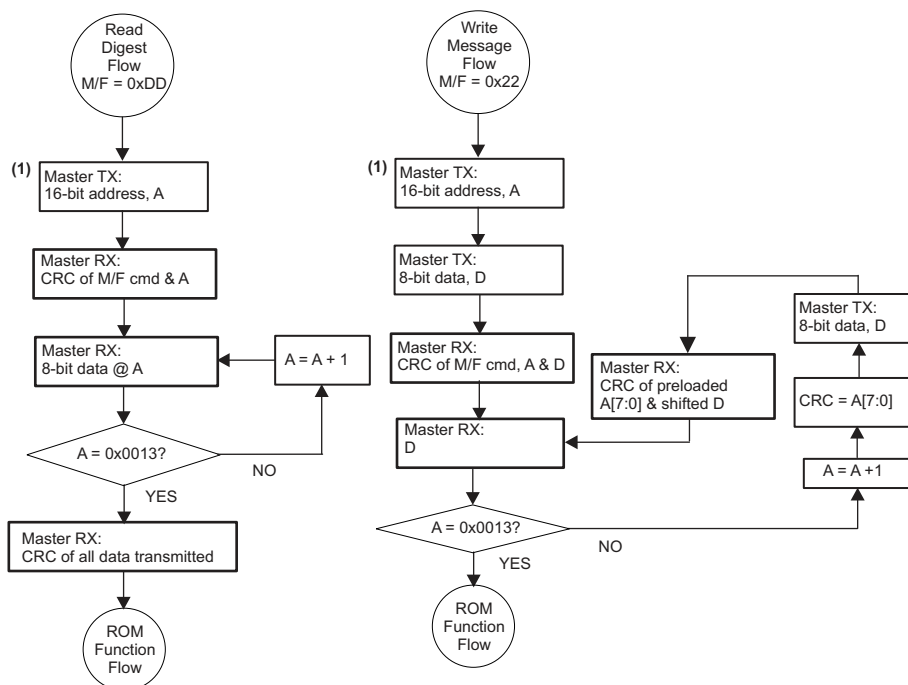 Read
Digest
Flow
M/F = 0xDD
(1)
Master TX:
16-bit address, A
Master RX:
CRC of M/F cmd & A
Master RX:
8-bit data @ A
A = A + 1
A = 0x0013?
NO
YES
Master RX:
CRC of all data transmitted
ROM
Function
Flow
Write
Message
Flow
M/F = 0x22
(1)
Master TX:
16-bit address, A
Master TX:
8-bit data, D
Master RX:
CRC of M/F cmd, A & D
Master RX:
D
A = 0x0013?
NO
YES
ROM
Function
Flow
A = A +1
CRC = A[7:0]
Master TX:
8-bit data, D
Master RX:
CRC of preloaded
A[7:0] & shifted D